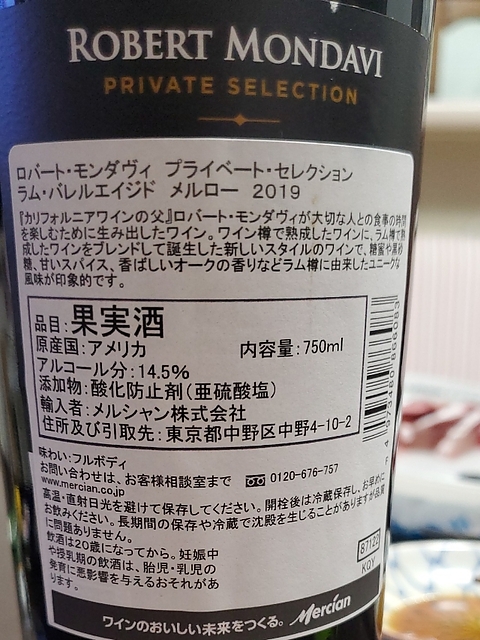 ROBERT MONDAVI
PRIVATE SELECTION
ロバート・モンダヴィ プライベート・セレクション
ラム・バレルエイジド メルロー 2019
『カリフォルニアワインの父』ロバート・モンダヴィが大切な人との食事の時間
を楽しむために生み出したワイン。ワイン樽で熟成したワインに、ラム樽で熟
成したワインをブレンドして誕生した新しいスタイルのワインで、糖蜜や黒砂
糖、甘いスパイス、香ばしいオークの香りなどラム樽に由来したユニークな
風味が印象的です。
品目:果実酒
原産国:アメリカ 内容量:750ml
アルコール分:14.5%
添加物:酸化防止剤(亜硫酸塩)
輸入者:メルシャン株式会社
住所及び引取先:東京都中野区中野4-10-2
味わい:フルボディ
お問い合わせは、お客様相談室まで 0120-676-757
www.mercian.co.jp
高温・直射日光を避けて保存してください。開栓後は冷蔵保存し、お早めに
お飲みください。長期間の保存や冷蔵で沈殿を生じることがありますが品質
に問題ありません。
飲酒は20歳になってから。妊娠中
や授乳期の飲酒は、胎児・乳児の
発育に悪影響を与えるおそれがあ
ります。
87122
KQY
ワインのおいしい未来をつくる。 Mercian